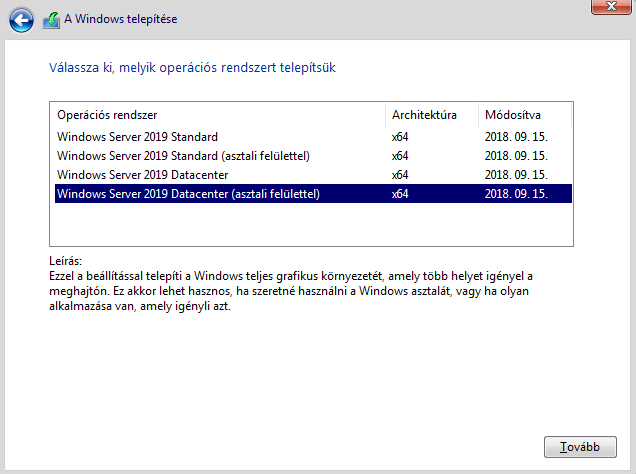 A Windows telepítése
Válassza ki, melyik operációs rendszert telepítsük
Operációs rendszer Architektúra Módosítva
Windows Server 2019 Standard x64 2018. 09. 15.
Windows Server 2019 Standard (asztali felülettel) x64 2018. 09. 15.
Windows Server 2019 Datacenter x64 2018. 09. 15.
Windows Server 2019 Datacenter (asztali felülettel) x64 2018. 09. 15.
Leírás:
Ezzel a beállítással telepíti a Windows teljes grafikus környezetét, amely több helyet igényel a
meghajtón. Ez akkor lehet hasznos, ha szeretné használni a Windows asztalát, vagy ha olyan
alkalmazása van, amely igényli azt.
Tovább